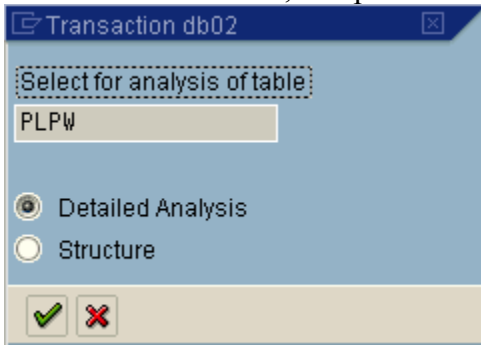 Transaction db02
Select for analysis of table
PLPW
Detailed Analysis
Structure